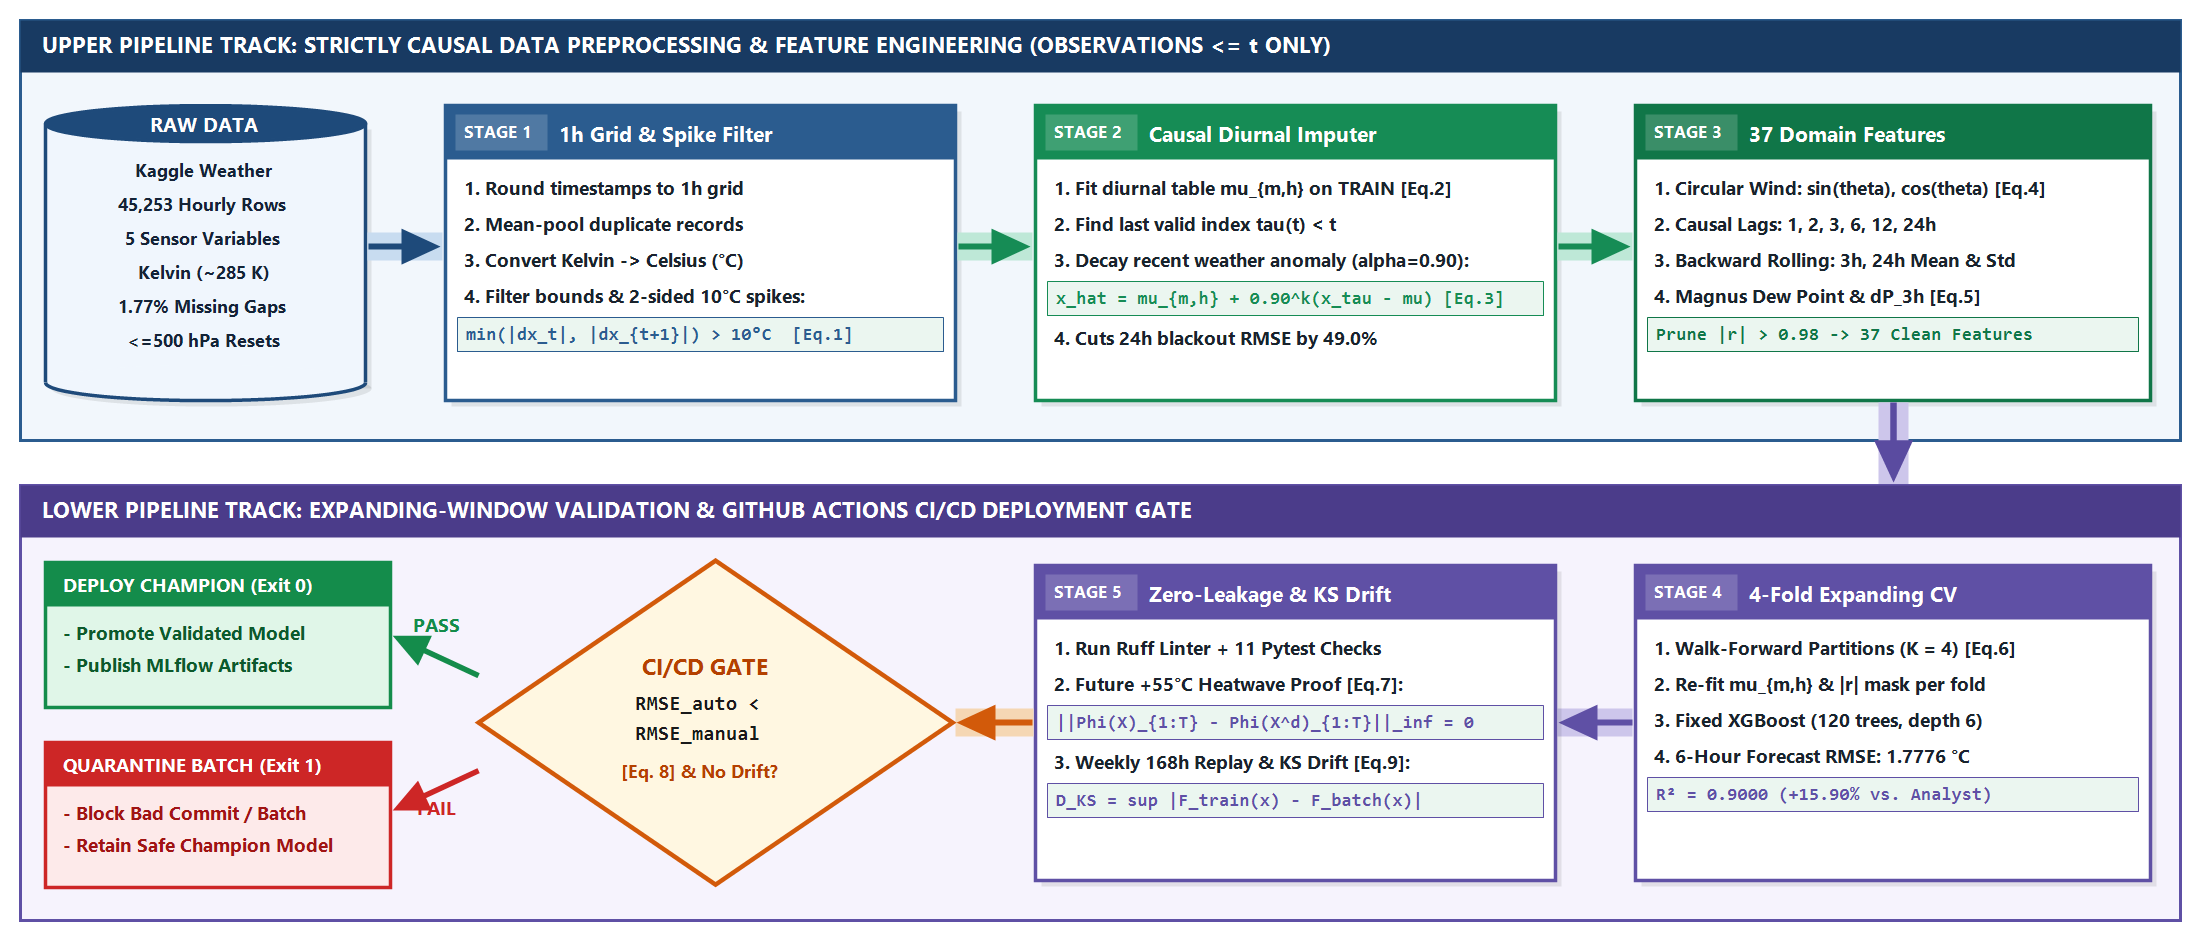 UPPER PIPELINE TRACK: STRICTLY CAUSAL DATA PREPROCESSING & FEATURE ENGINEERING (OBSERVATIONS <= t ONLY)
RAW DATA
Kaggle Weather
45,253 Hourly Rows
5 Sensor Variables
Kelvin (~285 K)
1.77% Missing Gaps
<=500 hPa Resets
STAGE 1 1h Grid & Spike Filter
1. Round timestamps to 1h grid
2. Mean-pool duplicate records
3. Convert Kelvin -> Celsius (°C)
4. Filter bounds & 2-sided 10°C spikes:
min(|dx_t|, |dx_{t+1}|) > 10°C [Eq.1]
STAGE 2 Causal Diurnal Imputer
1. Fit diurnal table mu_{m,h} on TRAIN [Eq.2]
2. Find last valid index tau(t) < t
3. Decay recent weather anomaly (alpha=0.90):
x_hat = mu_{m,h} + 0.90^k(x_tau - mu) [Eq.3]
4. Cuts 24h blackout RMSE by 49.0%
STAGE 3 37 Domain Features
1. Circular Wind: sin(theta), cos(theta) [Eq.4]
2. Causal Lags: 1, 2, 3, 6, 12, 24h
3. Backward Rolling: 3h, 24h Mean & Std
4. Magnus Dew Point & dP_3h [Eq.5]
Prune |r| > 0.98 -> 37 Clean Features
LOWER PIPELINE TRACK: EXPANDING-WINDOW VALIDATION & GITHUB ACTIONS CI/CD DEPLOYMENT GATE
DEPLOY CHAMPION (Exit 0)
- Promote Validated Model
- Publish MLflow Artifacts
PASS
QUARANTINE BATCH (Exit 1)
- Block Bad Commit / Batch
- Retain Safe Champion Model
FAIL
CI/CD GATE
RMSE_auto <
RMSE_manual
[Eq. 8] & No Drift?
STAGE 5 Zero-Leakage & KS Drift
1. Run Ruff Linter + 11 Pytest Checks
2. Future +55°C Heatwave Proof [Eq.7]:
||Phi(X)_{1:T} - Phi(X^d)_{1:T}||_inf = 0
3. Weekly 168h Replay & KS Drift [Eq.9]:
D_KS = sup |F_train(x) - F_batch(x)|
STAGE 4 4-Fold Expanding CV
1. Walk-Forward Partitions (K = 4) [Eq.6]
2. Re-fit mu_{m,h} & |r| mask per fold
3. Fixed XGBoost (120 trees, depth 6)
4. 6-Hour Forecast RMSE: 1.7776 °C
R² = 0.9000 (+15.90% vs. Analyst)